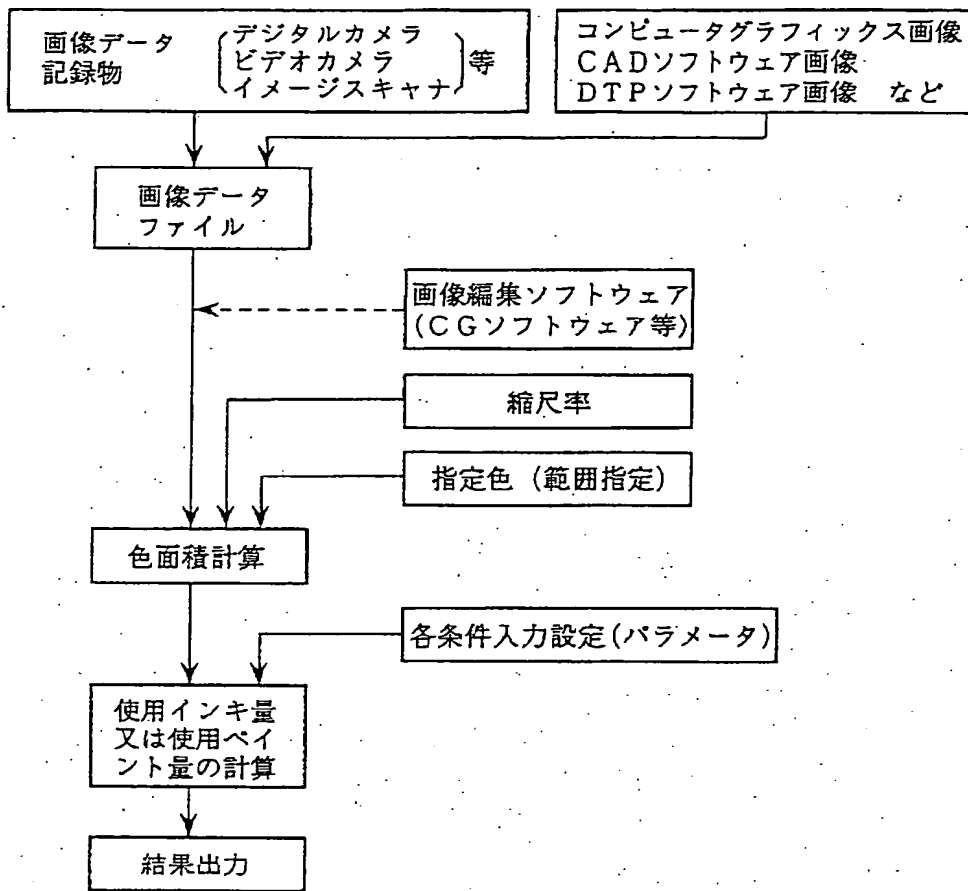 画像データ
記録物
デジタルカメラ
ビデオカメラ
イメージスキャナ
等
コンピュータグラフィックス画像
CADソフトウェア画像
DTPソフトウェア画像 など
画像データ
ファイル
画像編集ソフトウェア
(CGソフトウェア等)
縮尺率
指定色(範囲指定)
色面積計算
各条件入力設定(パラメータ)
使用インキ量
又は使用ペイ
ント量の計算
結果出力